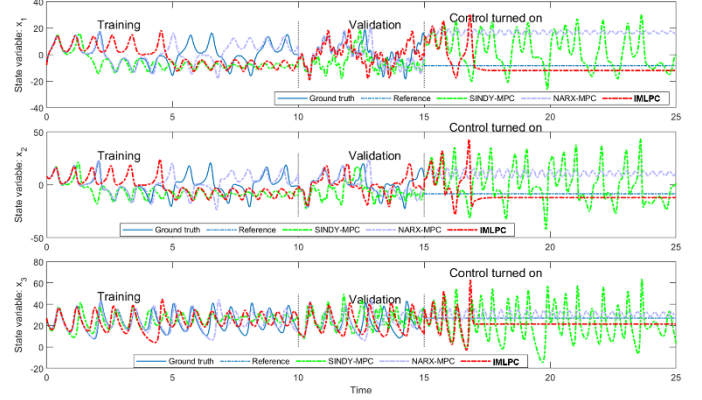 Training
Validation
Control turned on
State variable: x1
40
20
0
-20
-40
Ground truth
Reference
SINDY-MPC
NARX-MPC
IMLPC
0
5
10
15
20
25
Control turned on
Training
Validation
State variable: x2
50
0
-50
Ground truth
Reference
SINDY-MPC
NARX-MPC
IMLPC
0
5
10
15
20
25
Control turned on
Training
Validation
State variable: x3
80
60
40
20
0
-20
Ground truth
Reference
SINDY-MPC
NARX-MPC
IMLPC
0
5
10
15
20
25
Time